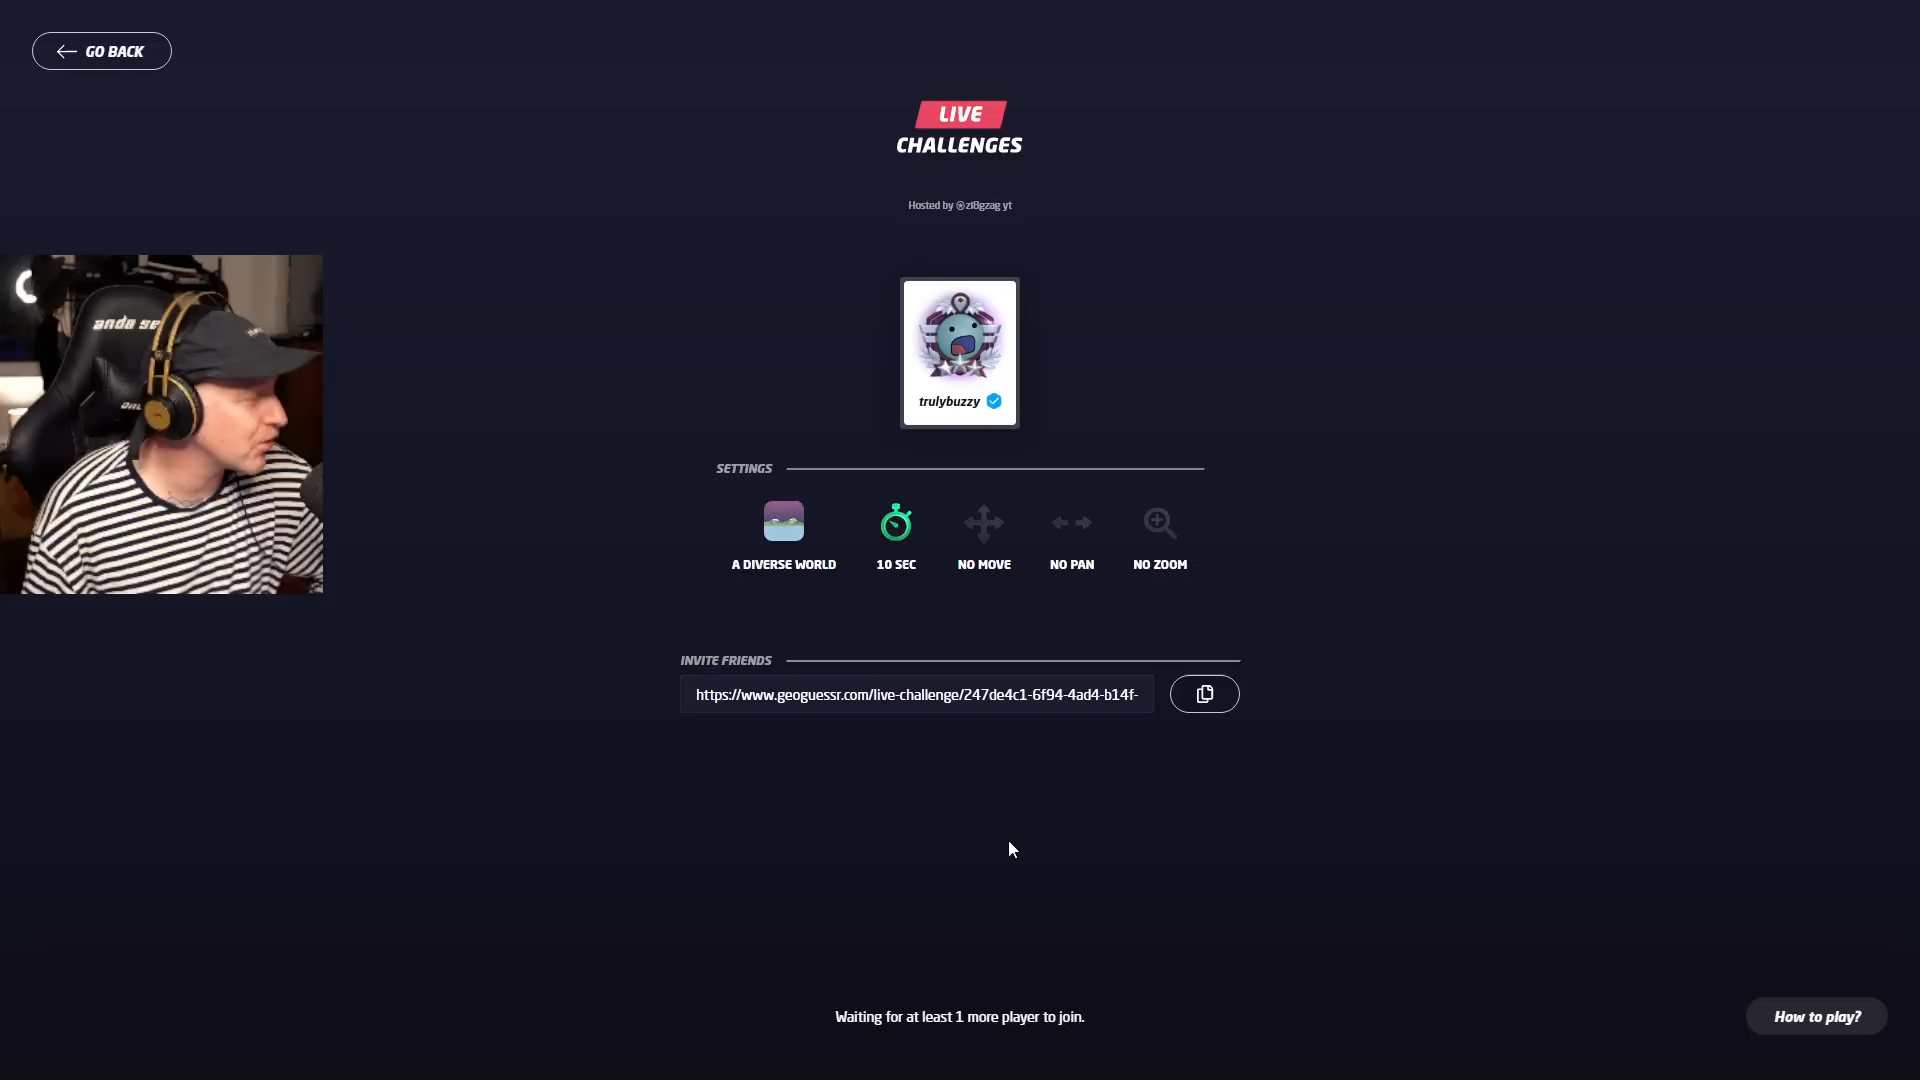 GO BACK
LIVE
CHALLENGES
Hosted by @zi8gzag yt
anda se
trulybuzzy
SETTINGS
A DIVERSE WORLD
10 SEC
NO MOVE
NO PAN
NO ZOOM
INVITE FRIENDS
https://www.geoguessr.com/live-challenge/247de4c1-6f94-4ad4-b14f-
Waiting for at least 1 more player to join.
How to play?